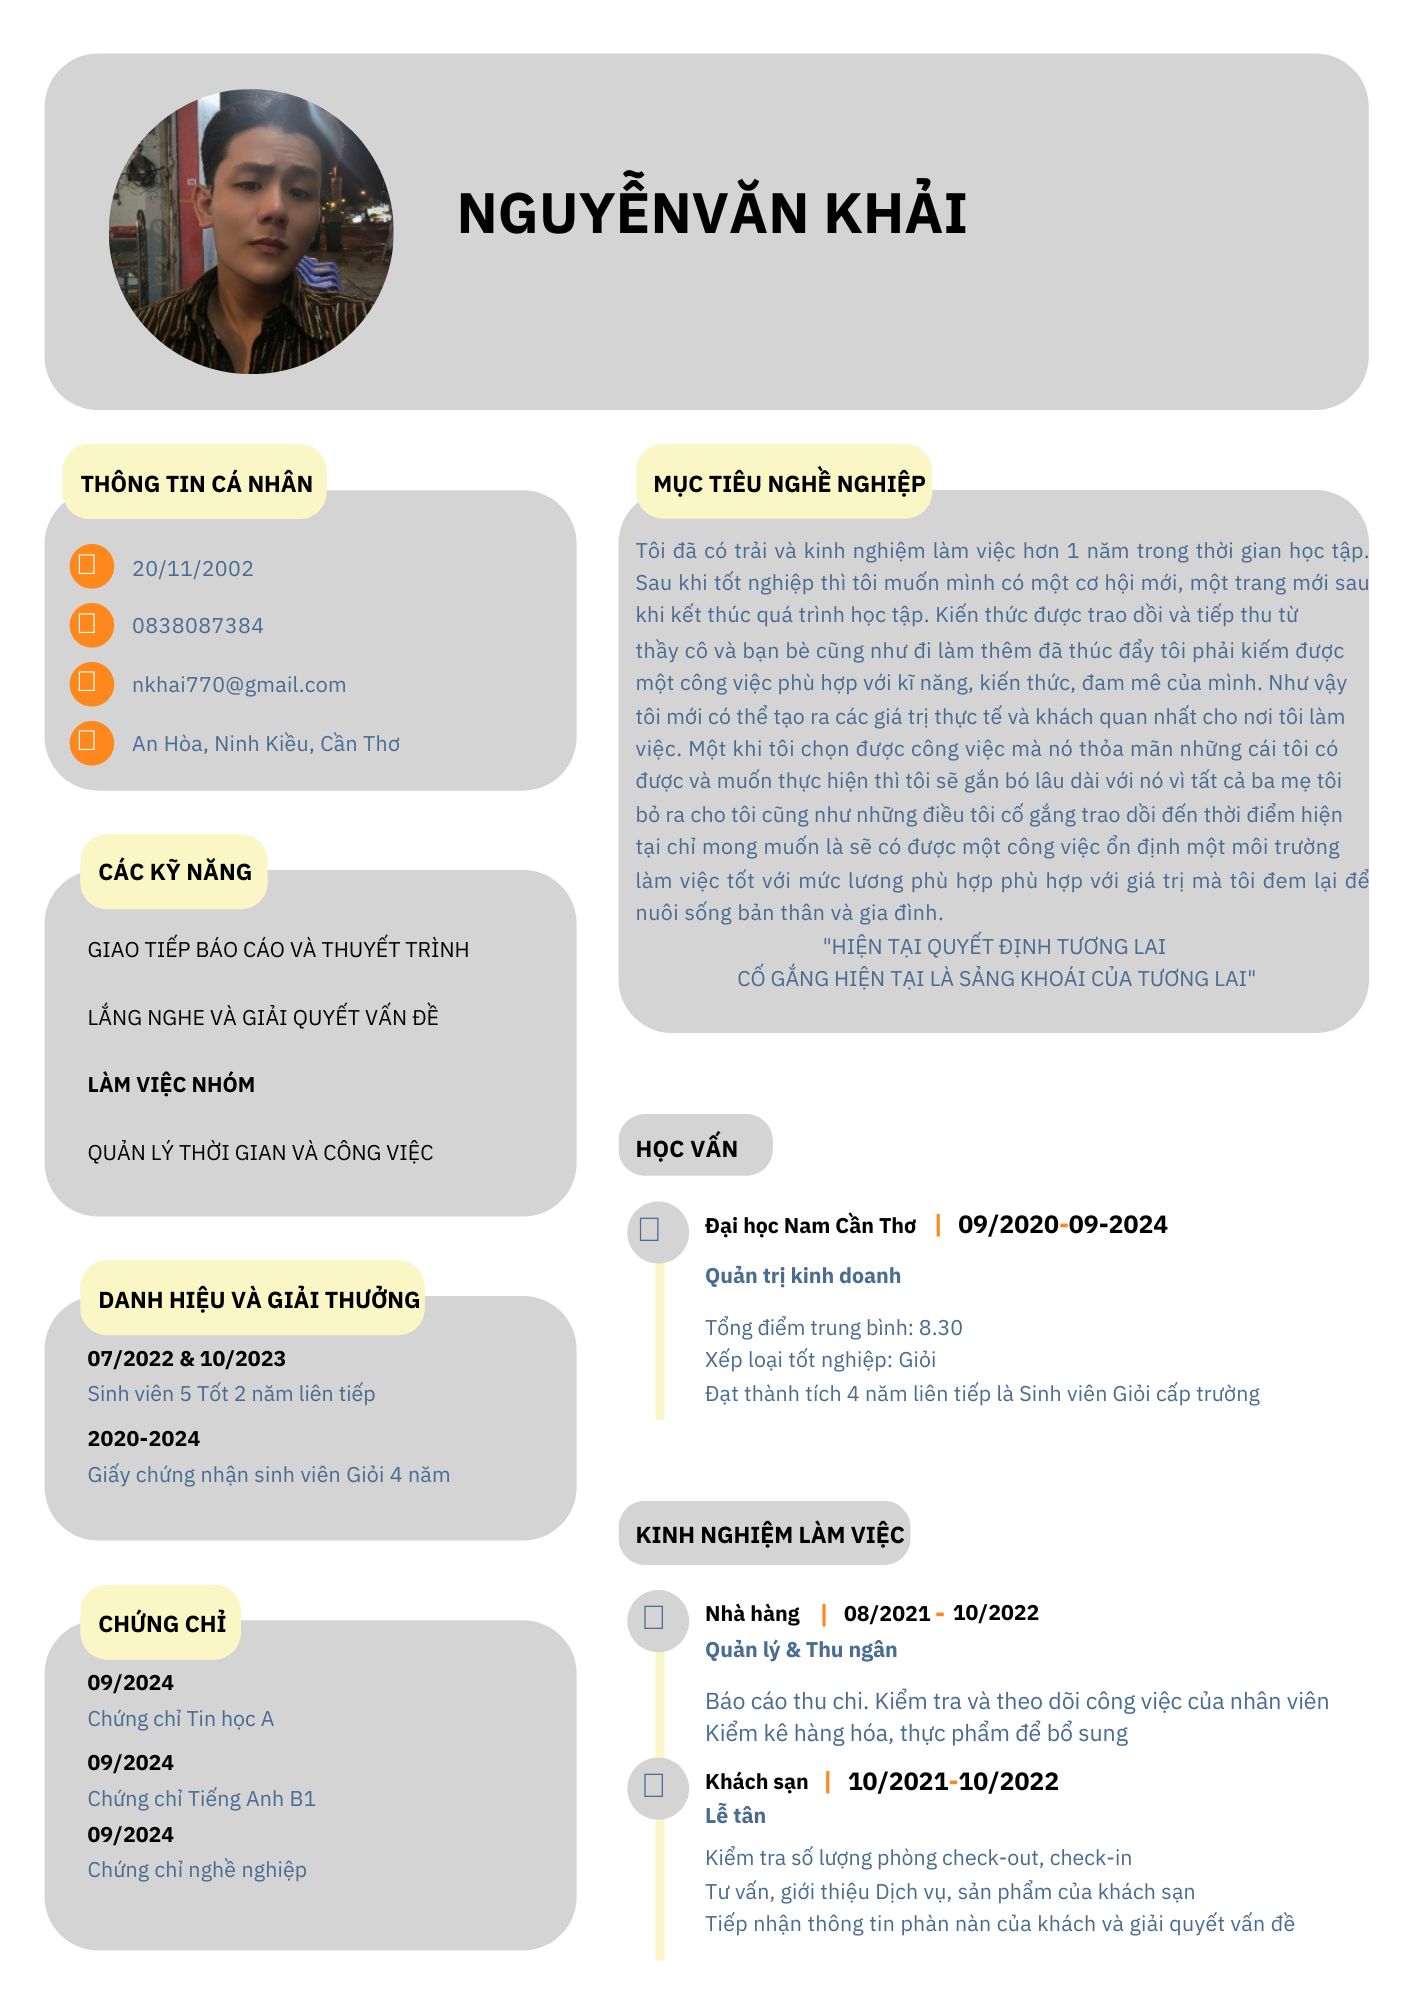 NGUYỄNVĂN KHẢI
THÔNG TIN CÁ NHÂN
20/11/2002
0838087384
nkhai770@gmail.com
An Hòa, Ninh Kiều, Cần Thơ
CÁC KỸ NĂNG
GIAO TIẾP BÁO CÁO VÀ THUYẾT TRÌNH
LẮNG NGHE VÀ GIẢI QUYẾT VẤN ĐỀ
LÀM VIỆC NHÓM
QUẢN LÝ THỜI GIAN VÀ CÔNG VIỆC
DANH HIỆU VÀ GIẢI THƯỞNG
07/2022 & 10/2023
Sinh viên 5 Tốt 2 năm liên tiếp
2020-2024
Giấy chứng nhận sinh viên Giỏi 4 năm
CHỨNG CHỈ
09/2024
Chứng chỉ Tin học A
09/2024
Chứng chỉ Tiếng Anh B1
09/2024
Chứng chỉ nghề nghiệp
MỤC TIÊU NGHỀ NGHIỆP
Tôi đã có trải và kinh nghiệm làm việc hơn 1 năm trong thời gian học tập.
Sau khi tốt nghiệp thì tôi muốn mình có một cơ hội mới, một trang mới sau
khi kết thúc quá trình học tập. Kiến thức được trao dồi và tiếp thu từ
thầy cô và bạn bè cũng như đi làm thêm đã thúc đẩy tôi phải kiếm được
một công việc phù hợp với kĩ năng, kiến thức, đam mê của mình. Như vậy
tôi mới có thể tạo ra các giá trị thực tế và khách quan nhất cho nơi tôi làm
việc. Một khi tôi chọn được công việc mà nó thỏa mãn những cái tôi có
được và muốn thực hiện thì tôi sẽ gắn bó lâu dài với nó vì tất cả ba mẹ tôi
bỏ ra cho tôi cũng như những điều tôi cố gắng trao dồi đến thời điểm hiện
tại chỉ mong muốn là sẽ có được một công việc ổn định một môi trường
làm việc tốt với mức lương phù hợp phù hợp với giá trị mà tôi đem lại để
nuôi sống bản thân và gia đình.
"HIỆN TẠI QUYẾT ĐỊNH TƯƠNG LAI
CỐ GẮNG HIỆN TẠI LÀ SẢNG KHOÁI CỦA TƯƠNG LAI"
HỌC VẤN
Đại học Nam Cần Thơ | 09/2020-09-2024
Quản trị kinh doanh
Tổng điểm trung bình: 8.30
Xếp loại tốt nghiệp: Giỏi
Đạt thành tích 4 năm liên tiếp là Sinh viên Giỏi cấp trường
KINH NGHIỆM LÀM VIỆC
Nhà hàng | 08/2021 - 10/2022
Quản lý & Thu ngân
Báo cáo thu chi. Kiểm tra và theo dõi công việc của nhân viên
Kiểm kê hàng hóa, thực phẩm để bổ sung
Khách sạn | 10/2021-10/2022
Lễ tân
Kiểm tra số lượng phòng check-out, check-in
Tư vấn, giới thiệu Dịch vụ, sản phẩm của khách sạn
Tiếp nhận thông tin phàn nàn của khách và giải quyết vấn đề